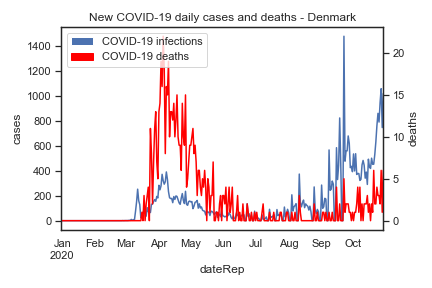 New COVID-19 daily cases and deaths - Denmark
COVID-19 infections
COVID-19 deaths
1400
1200
1000
800
600
400
200
0
cases
20
15
10
5
0
deaths
Jan Feb Mar Apr May Jun Jul Aug Sep Oct
2020
dateRep